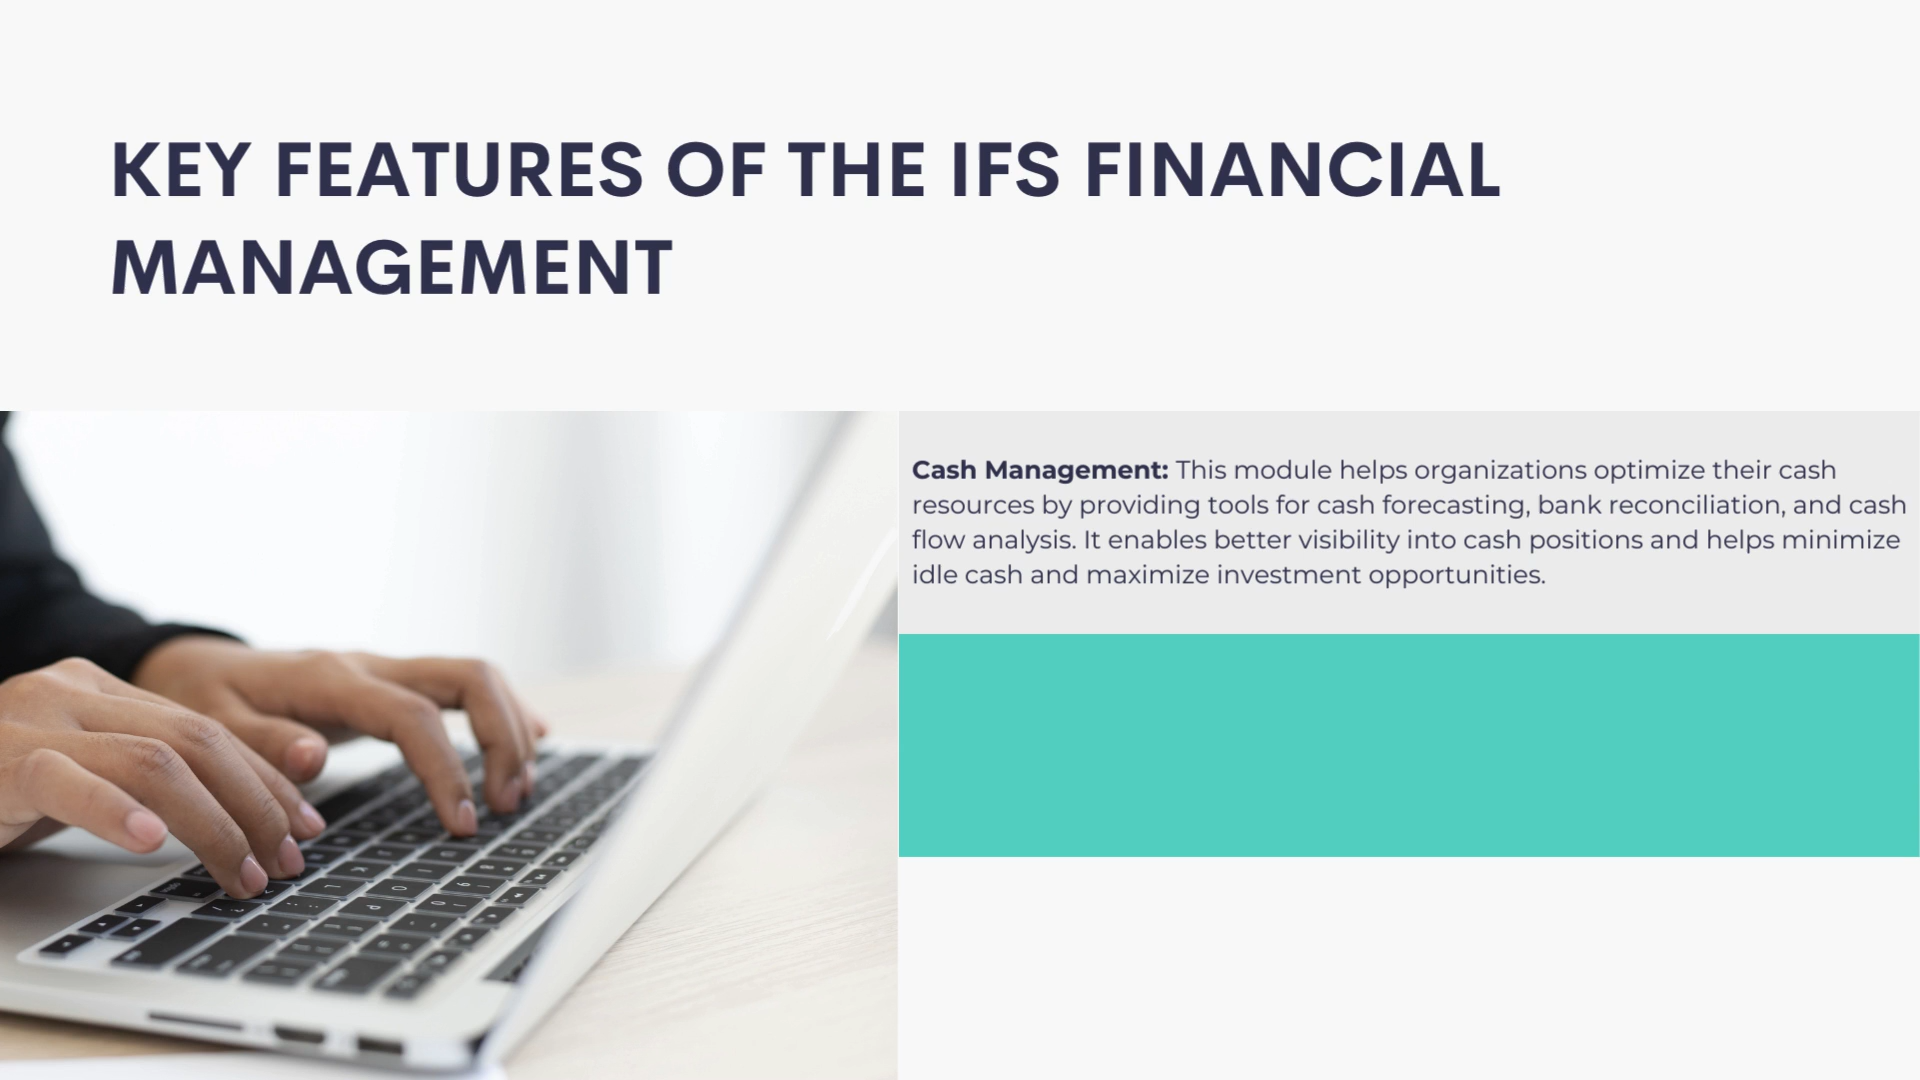 KEY FEATURES OF THE IFS FINANCIAL
MANAGEMENT
Cash Management: This module helps organizations optimize their cash
resources by providing tools for cash forecasting, bank reconciliation, and cash
flow analysis. It enables better visibility into cash positions and helps minimize
idle cash and maximize investment opportunities.